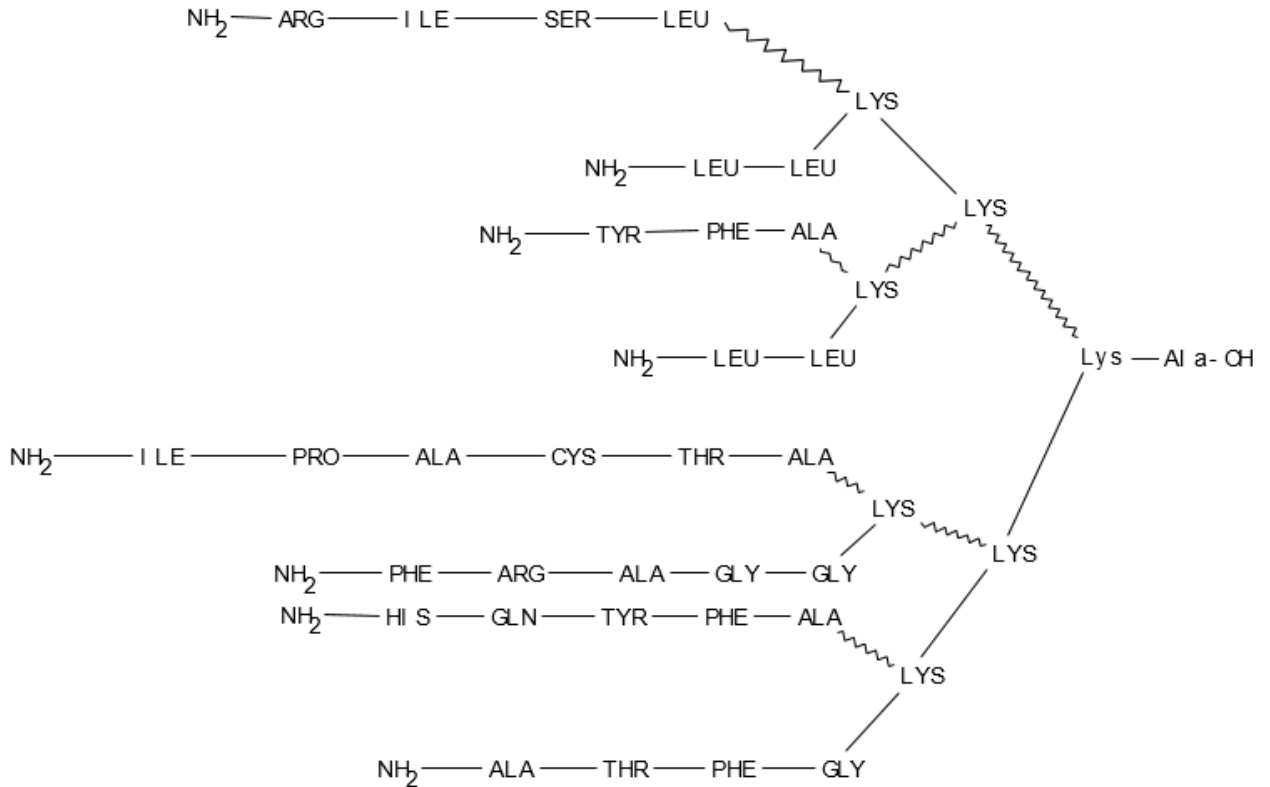 NH2 ARG ILE SER LEU
LYS
NH2 LEU LEU
LYS
NH2 TYR PHE ALA
LYS
NH2 LEU LEU
Lys Ala-CH
NH2 ILE PRO ALA CYS THR ALA
LYS
LYS
NH2 PHE ARG ALA GLY GLY
NH2 HIS GLN TYR PHE ALA
LYS
NH2 ALA THR PHE GLY